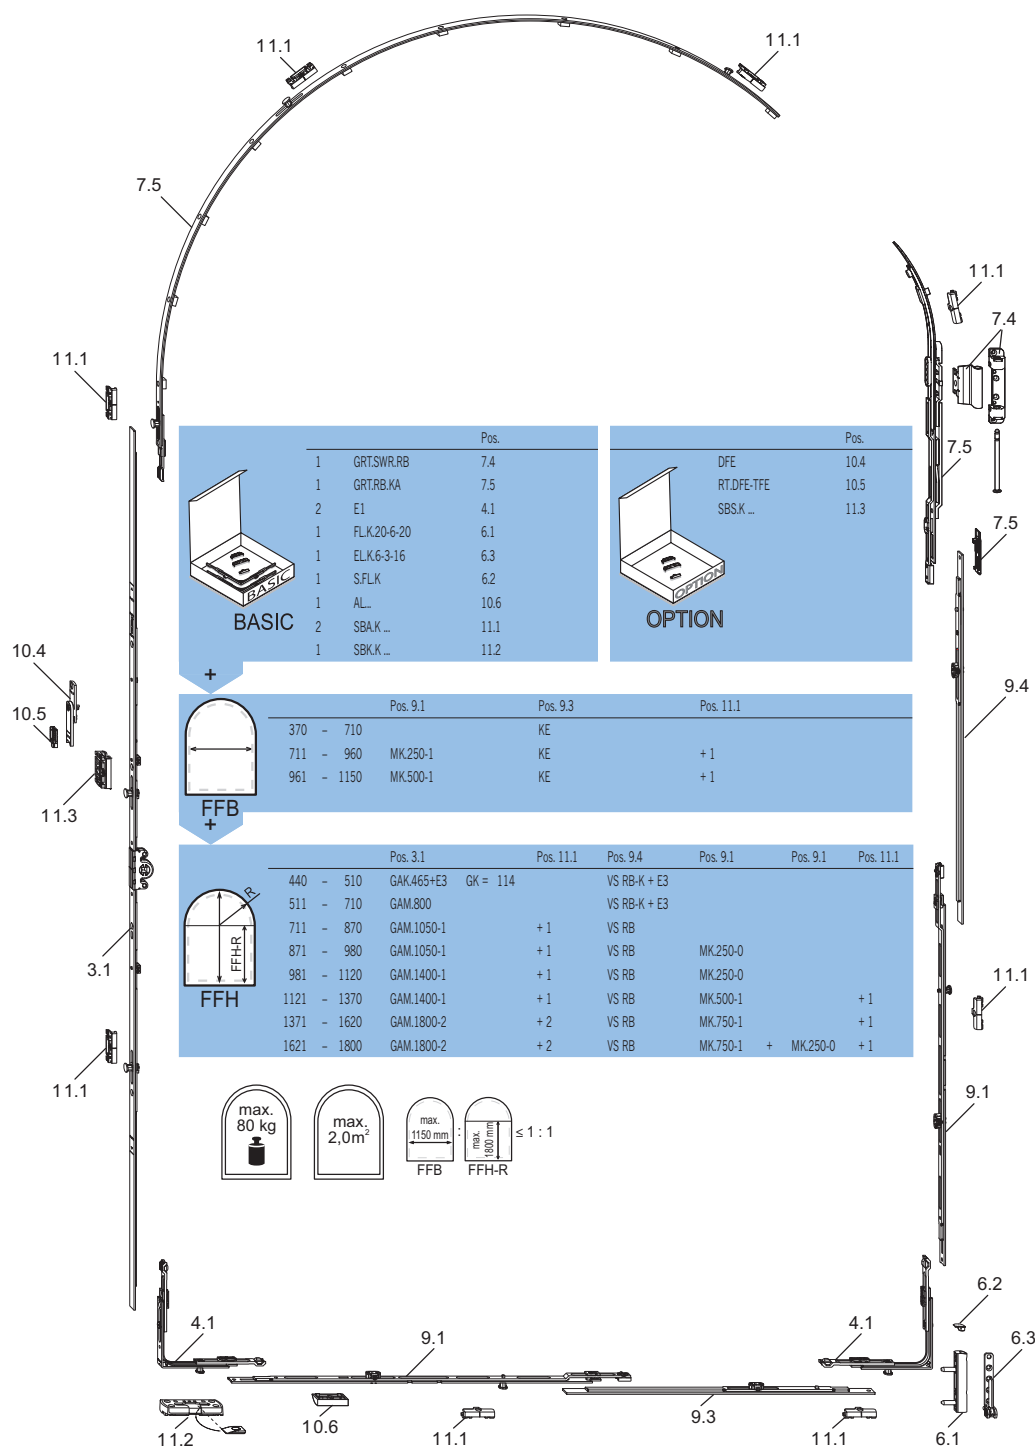 11.1
11.1
7.5
11.1
7.4
11.1
7.5
7.5
Pos.
1 GRT.SWR.RB 7.4
1 GRT.RB.KA 7.5
2 E1 4.1
1 FL.K.20-6-20 6.1
1 EL.K.6-3-16 6.3
1 S.FL.K 6.2
1 AL... 10.6
2 SBA.K ... 11.1
1 SBK.K ... 11.2
BASIC
BASIC
Pos.
DFE 10.4
RT.DFE-TFE 10.5
SBS.K ... 11.3
OPTION
OPTION
10.4
10.5
11.3
9.4
+
Pos. 9.1 Pos. 9.3 Pos. 11.1
370 – 710 KE
711 – 960 MK.250-1 KE + 1
961 – 1150 MK.500-1 KE + 1
FFB
+
Pos. 3.1 Pos. 11.1 Pos. 9.4 Pos. 9.1 Pos. 9.1 Pos. 11.1
440 – 510 GAK.465+E3 GK = 114 VS RB-K + E3
511 – 710 GAM.800 VS RB-K + E3
711 – 870 GAM.1050-1 + 1 VS RB
871 – 980 GAM.1050-1 + 1 VS RB MK.250-0
981 – 1120 GAM.1400-1 + 1 VS RB MK.250-0
1121 – 1370 GAM.1400-1 + 1 VS RB MK.500-1 + 1
1371 – 1620 GAM.1800-2 + 2 VS RB MK.750-1 + 1
1621 – 1800 GAM.1800-2 + 2 VS RB MK.750-1 + MK.250-0 + 1
R
FFH-R
FFH
3.1
11.1
11.1
9.1
max.
80 kg
max.
2,0m²
max.
1150 mm
FFB
:
max.
1800 mm
FFH-R
≤ 1 : 1
4.1
9.1
4.1
6.2
6.3
11.2
10.6
11.1
9.3
11.1
6.1